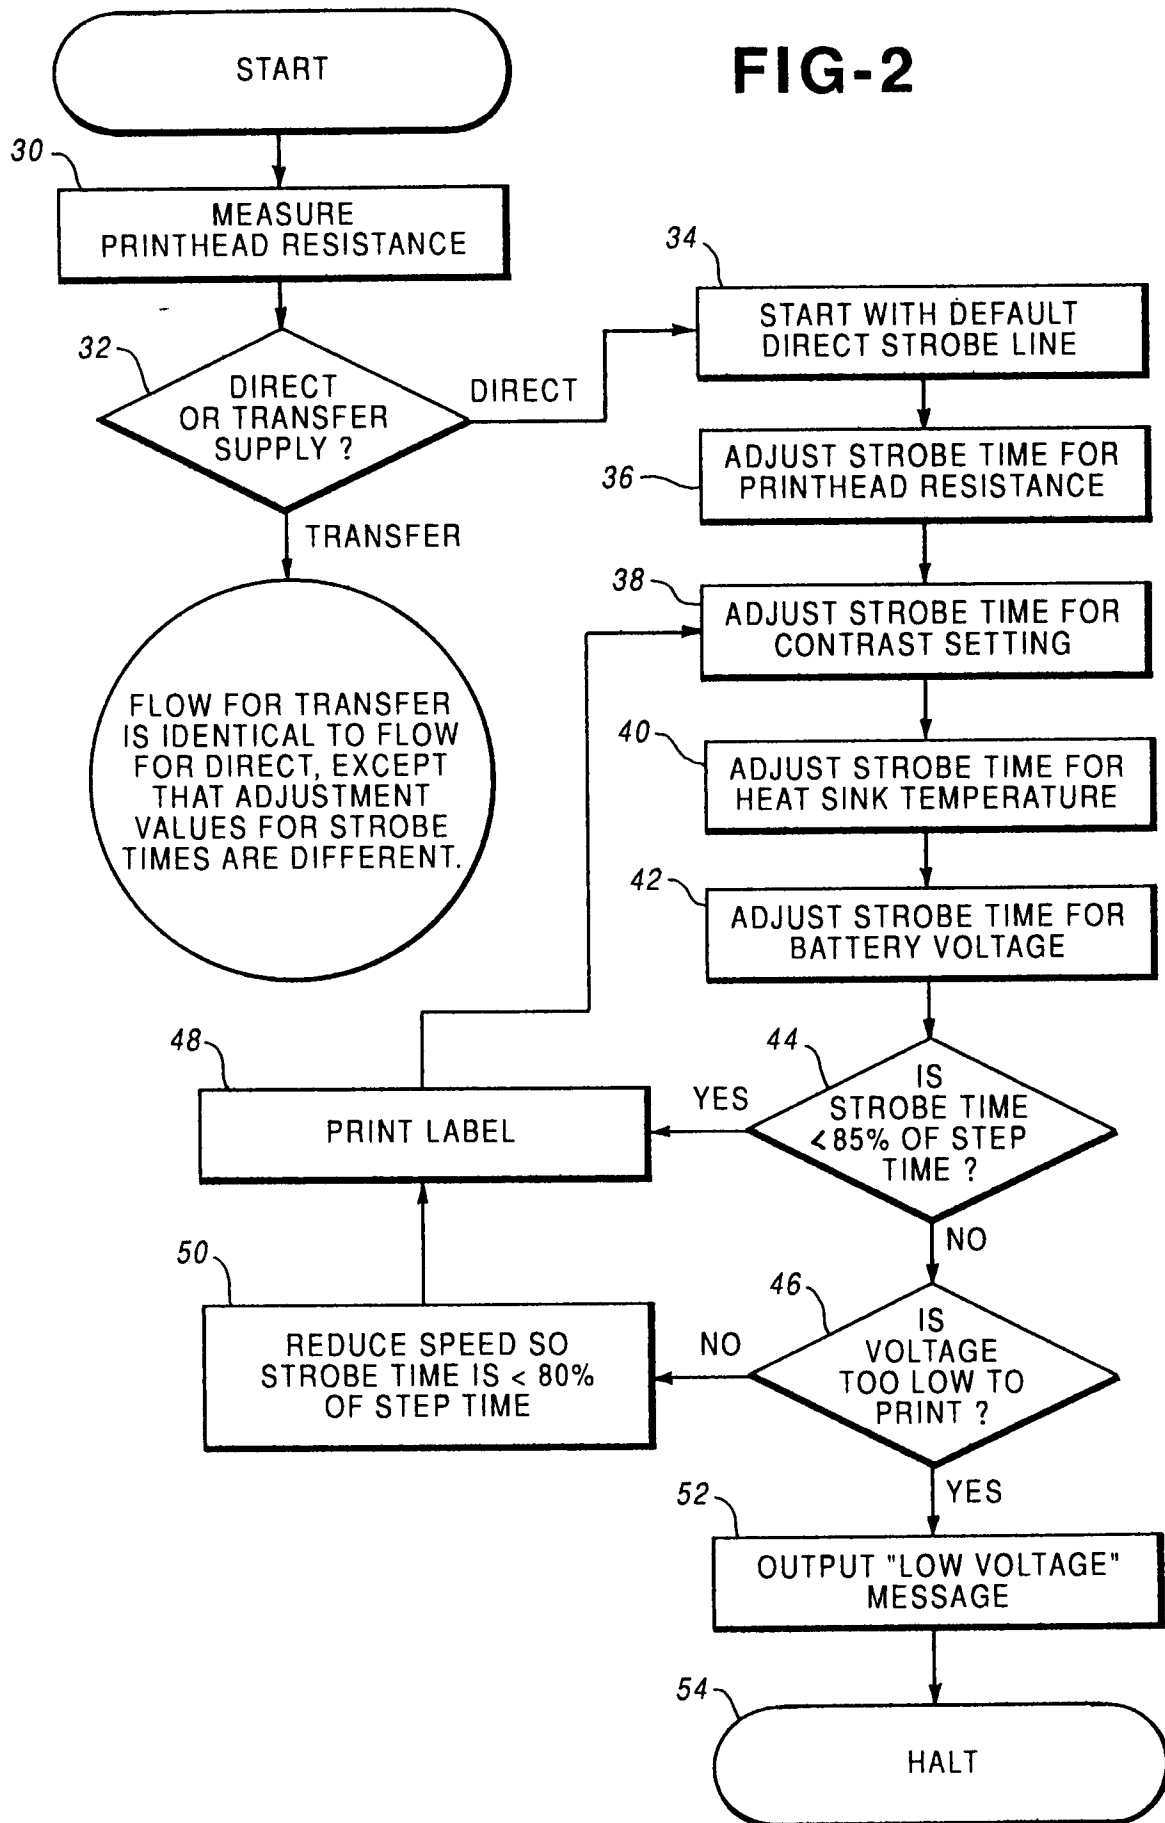 FIG-2
START
30
MEASURE
PRINTHEAD RESISTANCE
32
DIRECT
OR TRANSFER
SUPPLY ?
DIRECT
TRANSFER
FLOW FOR TRANSFER
IS IDENTICAL TO FLOW
FOR DIRECT, EXCEPT
THAT ADJUSTMENT
VALUES FOR STROBE
TIMES ARE DIFFERENT.
34
START WITH DEFAULT
DIRECT STROBE LINE
36
ADJUST STROBE TIME FOR
PRINTHEAD RESISTANCE
38
ADJUST STROBE TIME FOR
CONTRAST SETTING
40
ADJUST STROBE TIME FOR
HEAT SINK TEMPERATURE
42
ADJUST STROBE TIME FOR
BATTERY VOLTAGE
44
IS
STROBE TIME
<85% OF STEP
TIME ?
YES
NO
48
PRINT LABEL
46
IS
VOLTAGE
TOO LOW TO
PRINT ?
NO
YES
50
REDUCE SPEED SO
STROBE TIME IS < 80%
OF STEP TIME
52
OUTPUT "LOW VOLTAGE"
MESSAGE
54
HALT